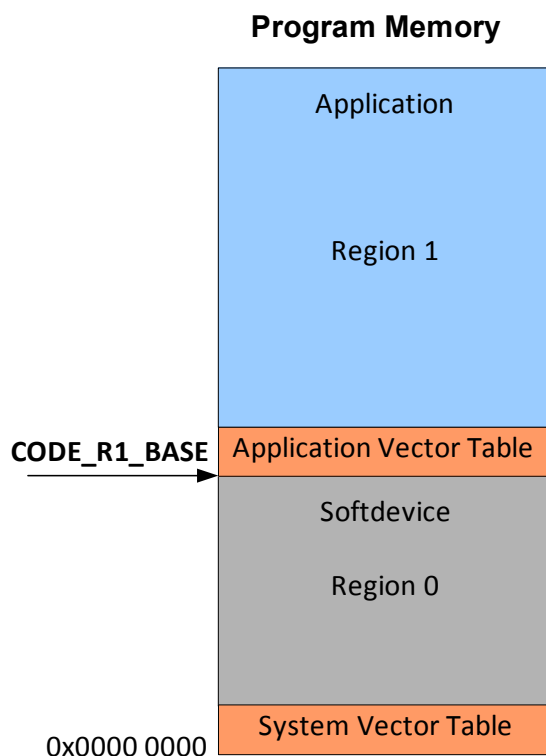 Program Memory
Application
Region 1
CODE_R1_BASE
Application Vector Table
Softdevice
Region 0
System Vector Table
0x0000 0000